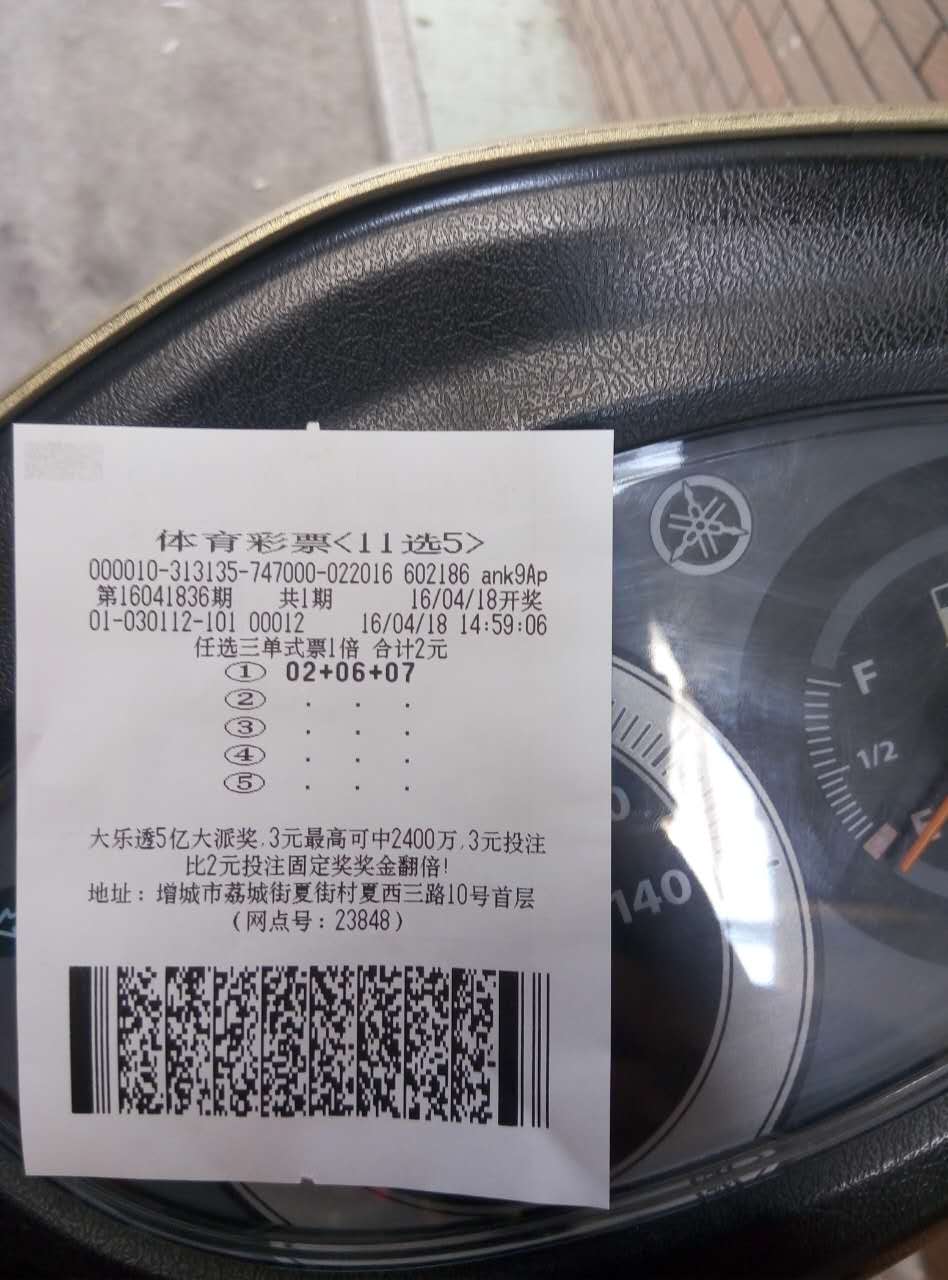 体育彩票<11选5>
000010-313135-747000-022016 602186 ank9Ap
第16041836期 共1期 16/04/18开奖
01-030112-101 00012 16/04/18 14:59:06
任选三单式票1倍 合计2元
① 02+06+07
② . . .
③ . . .
④ . . .
⑤ . . .
大乐透5亿大派奖,3元最高可中2400万,3元投注
比2元投注固定奖奖金翻倍!
地址：增城市荔城街夏街村夏西三路10号首层
(网点号：23848)
F
1/2
140